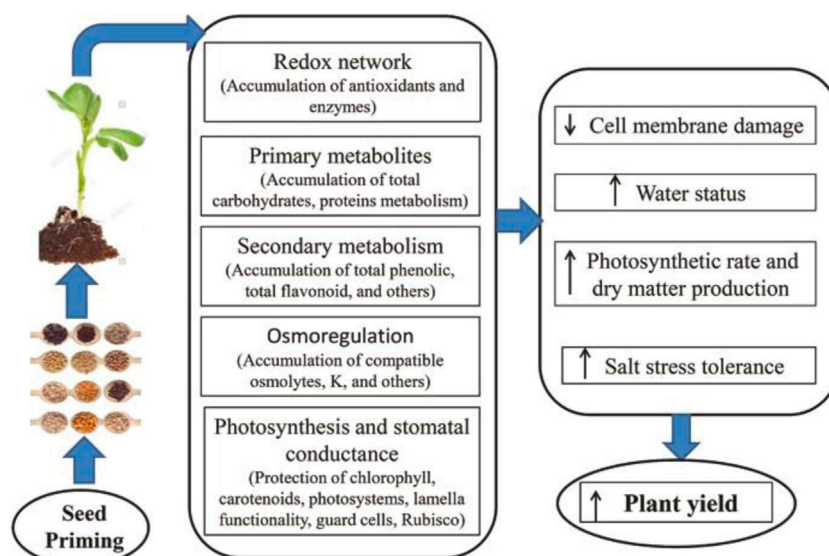 Redox network
(Accumulation of antioxidants and
enzymes)
Primary metabolites
(Accumulation of total
carbohydrates, proteins metabolism)
Secondary metabolism
(Accumulation of total phenolic,
total flavonoid, and others)
Osmoregulation
(Accumulation of compatible
osmolytes, K, and others)
Photosynthesis and stomatal
conductance
(Protection of chlorophyll,
carotenoids, photosystems, lamella
functionality, guard cells, Rubisco)
Seed
Priming
↓ Cell membrane damage
↑ Water status
↑ Photosynthetic rate and
dry matter production
↑ Salt stress tolerance
↑ Plant yield